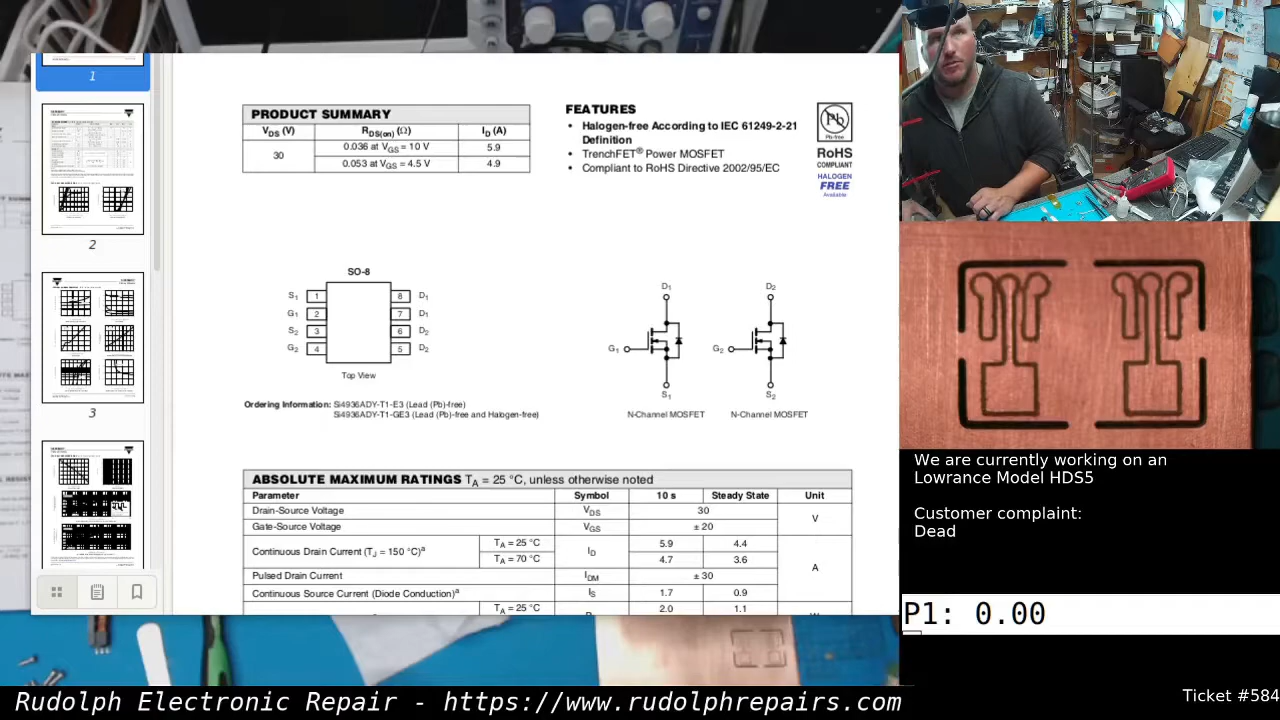 1
2
3
PRODUCT SUMMARY
VDS (V) RDS(on) (Ω) ID (A)
30 0.036 at VGS = 10 V 5.9
0.053 at VGS = 4.5 V 4.9
FEATURES
• Halogen-free According to IEC 61249-2-21
Definition
• TrenchFET® Power MOSFET
• Compliant to RoHS Directive 2002/95/EC
Pb
Pb-free
RoHS
COMPLIANT
HALOGEN
FREE
Available
SO-8
S1 1 8 D1
G1 2 7 D1
S2 3 6 D2
G2 4 5 D2
Top View
Ordering Information: Si4936ADY-T1-E3 (Lead (Pb)-free)
Si4936ADY-T1-GE3 (Lead (Pb)-free and Halogen-free)
D1 D2
G1 G2
S1 S2
N-Channel MOSFET N-Channel MOSFET
ABSOLUTE MAXIMUM RATINGS TA = 25 °C, unless otherwise noted
Parameter Symbol 10 s Steady State Unit
Drain-Source Voltage VDS 30 V
Gate-Source Voltage VGS ± 20
Continuous Drain Current (TJ = 150 °C)a TA = 25 °C ID 5.9 4.4 A
TA = 70 °C 4.7 3.6
Pulsed Drain Current IDM ± 30
Continuous Source Current (Diode Conduction)a IS 1.7 0.9
TA = 25 °C 2.0 1.1
We are currently working on an
Lowrance Model HDS5
Customer complaint:
Dead
P1: 0.00
Rudolph Electronic Repair - https://www.rudolphrepairs.com
Ticket #584